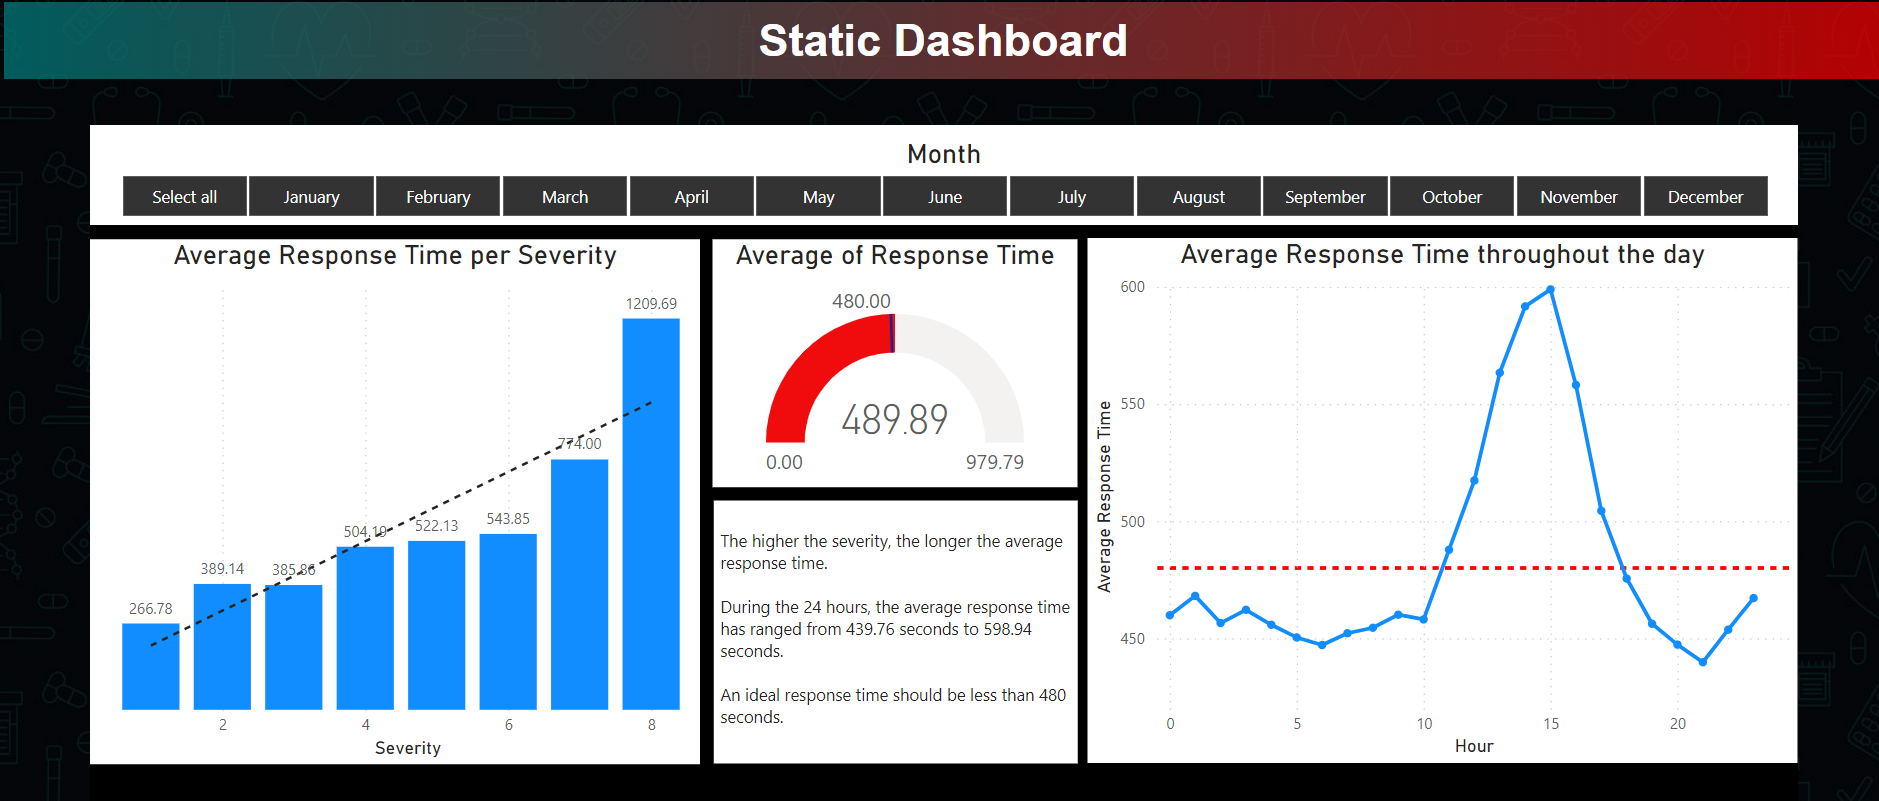 Static Dashboard
Month
Select all January February March April May June July August September October November December
Average Response Time per Severity
1209.69
774.00
543.85
522.13
504.19
389.14
385.86
266.78
2 4 6 8
Severity
Average of Response Time
480.00
489.89
0.00 979.79
The higher the severity, the longer the average
response time.
During the 24 hours, the average response time
has ranged from 439.76 seconds to 598.94
seconds.
An ideal response time should be less than 480
seconds.
Average Response Time throughout the day
Average Response Time
600
550
500
450
0 5 10 15 20
Hour